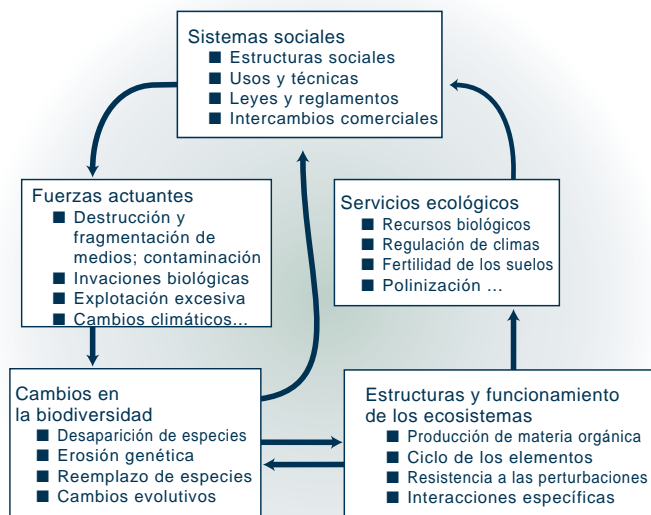 Sistemas sociales
■ Estructuras sociales
■ Usos y técnicas
■ Leyes y reglamentos
■ Intercambios comerciales
Fuerzas actuantes
■ Destrucción y
fragmentación de
medios; contaminación
■ Invaciones biológicas
■ Explotación excesiva
■ Cambios climáticos...
Servicios ecológicos
■ Recursos biológicos
■ Regulación de climas
■ Fertilidad de los suelos
■ Polinización ...
Cambios en
la biodiversidad
■ Desaparición de especies
■ Erosión genética
■ Reemplazo de especies
■ Cambios evolutivos
Estructuras y funcionamiento
de los ecosistemas
■ Producción de materia orgánica
■ Ciclo de los elementos
■ Resistencia a las perturbaciones
■ Interacciones específicas